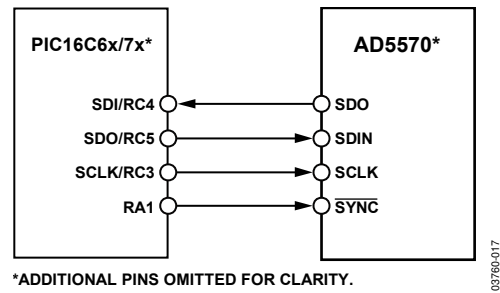 PIC16C6x/7x* AD5570*
SDI/RC4 SDO
SDO/RC5 SDIN
SCLK/RC3 SCLK
RA1 SYNC
*ADDITIONAL PINS OMITTED FOR CLARITY.
03760-017